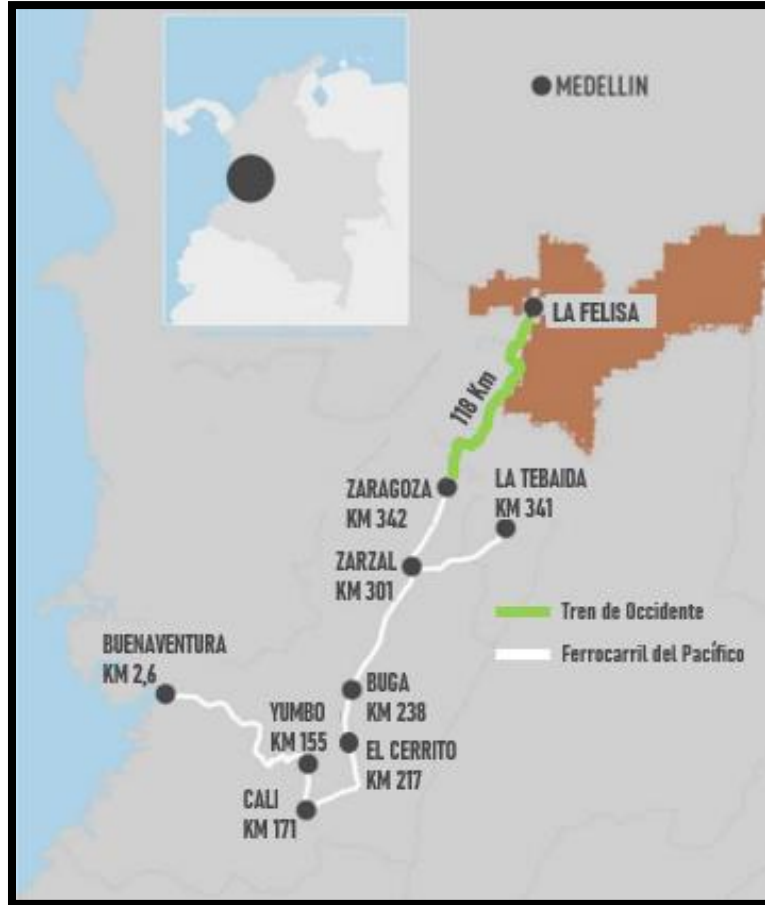 MEDELLIN
LA FELISA
118 Km
ZARAGOZA
KM 342
LA TEBAIDA
KM 341
ZARZAL
KM 301
Tren de Occidente
Ferrocarril del Pacífico
BUENAVENTURA
KM 2,6
BUGA
KM 238
YUMBO
KM 155
EL CERRITO
KM 217
CALI
KM 171